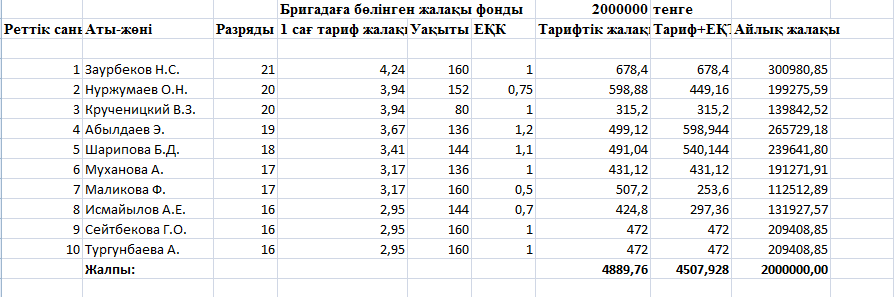 Бригадаға бөлінген жалақы фонды 2000000 тенге
Реттік саны Аты-жөні Разряды 1 сағ тариф жалақы Уақыты ЕҚК Тарифтік жалақы Тариф+ЕҚТ Айлық жалақы
1 Заурбеков Н.С. 21 4,24 160 1 678,4 678,4 300980,85
2 Нуржумаев О.Н. 20 3,94 152 0,75 598,88 449,16 199275,59
3 Крученицкий В.З. 20 3,94 80 1 315,2 315,2 139842,52
4 Абылдаев Э. 19 3,67 136 1,2 499,12 598,944 265729,18
5 Шарипова Б.Д. 18 3,41 144 1,1 491,04 540,144 239641,80
6 Муханова А. 17 3,17 136 1 431,12 431,12 191271,91
7 Маликова Ф. 17 3,17 160 0,5 507,2 253,6 112512,89
8 Исмайылов А.Е. 16 2,95 144 0,7 424,8 297,36 131927,57
9 Сейтбекова Г.О. 16 2,95 160 1 472 472 209408,85
10 Тургунбаева А. 16 2,95 160 1 472 472 209408,85
Жалпы: 4889,76 4507,928 2000000,00